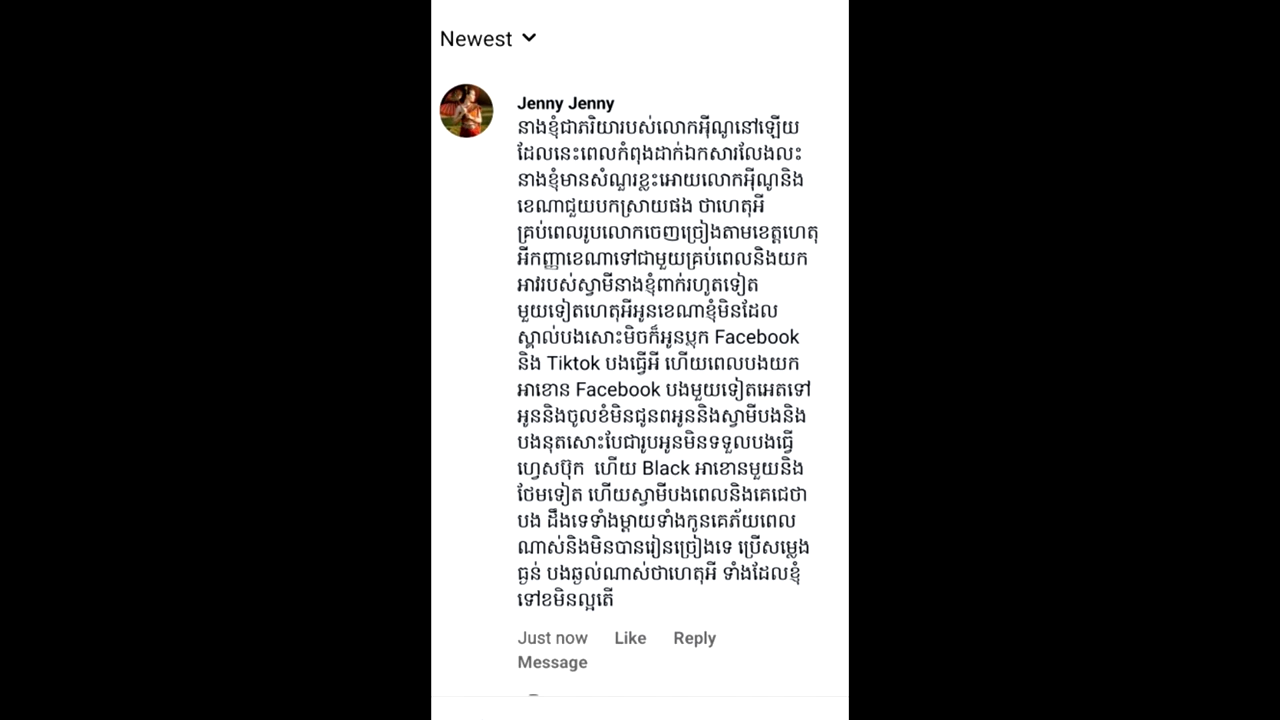 Newest
Jenny Jenny
នាងខ្ញុំជាភរិយារបស់លោកអ៊ីណូនៅឡើយ
ដែលនេះពេលកំពុងដាក់ឯកសារលែងលះ
នាងខ្ញុំមានសំណួរខ្លះអោយលោកអ៊ីណូនិង
ខេណាជួយបកស្រាយផង ថាហេតុអី
គ្រប់ពេលរូបលោកចេញច្រៀងតាមខេត្តហេតុ
អីកញ្ញាខេណាទៅជាមួយគ្រប់ពេលនិងយក
អាវរបស់ស្វាមីនាងខ្ញុំពាក់រហូតទៀត
មួយទៀតហេតុអីអូនខេណាខ្ញុំមិនដែល
ស្គាល់បងសោះមិចក៏អូនប្លុក Facebook
និង Tiktok បងធ្វើអី ហើយពេលបងយក
អាខោន Facebook បងមួយទៀតអេតទៅ
អូននិងចូលខំមិនជូនពអូននិងស្វាមីបងនិង
បងនុតសោះបែជារូបអូនមិនទទួលបងធ្វើ
ហ្វេសប៊ុក ហើយ Black អាខោនមួយនិង
ថែមទៀត ហើយស្វាមីបងពេលនិងគេជេថា
បង ដឹងទេទាំងម្ដាយទាំងកូនគេភ័យពេល
ណាស់និងមិនបានរៀនច្រៀងទេ ប្រើសម្លេង
ធ្ងន់ បងឆ្ងល់ណាស់ថាហេតុអី ទាំងដែលខ្ញុំ
ទៅខមិនល្អតើ
Just now Like Reply
Message